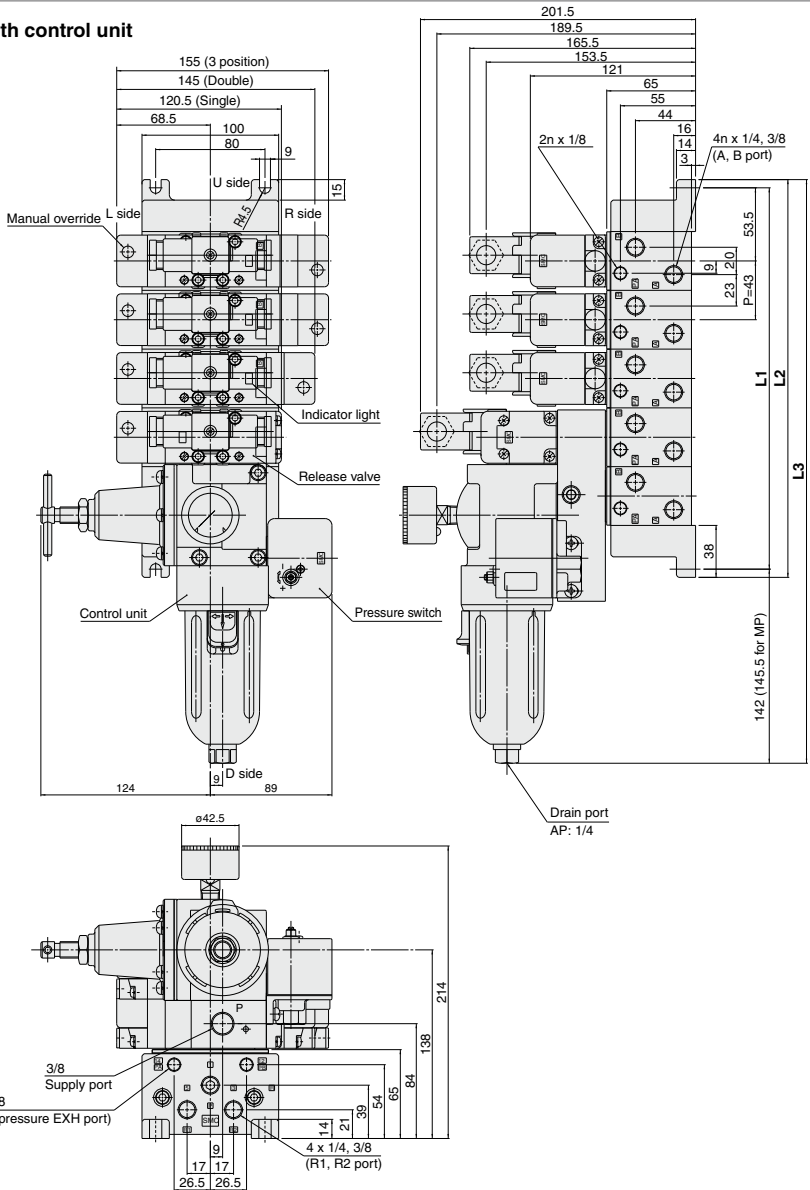 th control unit
155 (3 position)
145 (Double)
120.5 (Single)
68.5
100
80
9
15
U side
L side
R side
R4.5
Manual override
Indicator light
Release valve
Control unit
Pressure switch
D side
9
124
89
201.5
189.5
165.5
153.5
121
65
55
44
16
14
3
2n x 1/8
4n x 1/4, 3/8
(A, B port)
53.5
20
9
23
P=43
L1
L2
L3
38
142 (145.5 for MP)
Drain port
AP: 1/4
ø42.5
214
138
84
65
54
39
21
14
P
3/8
Supply port
8
pressure EXH port)
SMC
4 x 1/4, 3/8
(R1, R2 port)
9
17
17
26.5
26.5